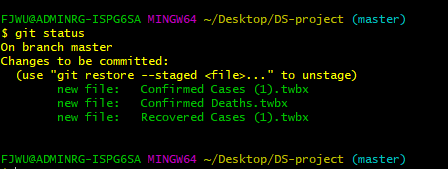 FJWU@ADMINRG-ISPG6SA MINGW64 ~/Desktop/DS-project (master)
$ git status
On branch master
Changes to be committed:
  (use "git restore --staged <file>..." to unstage)
        new file:   Confirmed Cases (1).twbx
        new file:   Confirmed Deaths.twbx
        new file:   Recovered Cases (1).twbx

FJWU@ADMINRG-ISPG6SA MINGW64 ~/Desktop/DS-project (master)